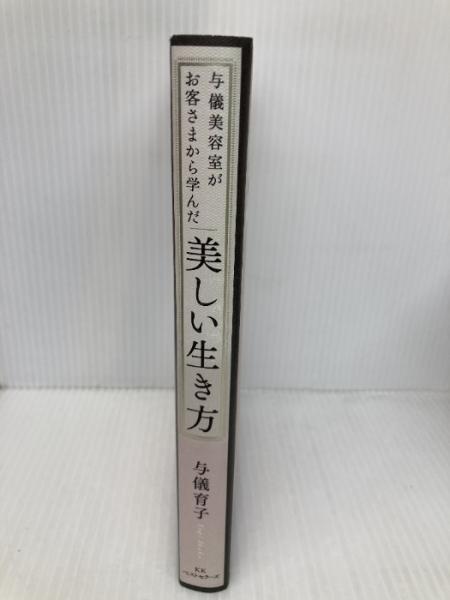 与儀美容室が
お客さまから学んだ
美しい生き方
与儀育子
KK
ベストセラーズ